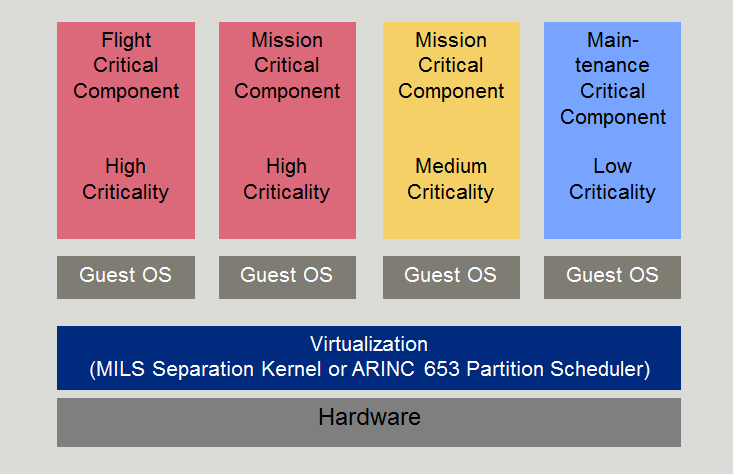 Flight
Critical
Component
High
Criticality
Mission
Critical
Component
High
Criticality
Mission
Critical
Component
Medium
Criticality
Main-
tenance
Critical
Component
Low
Criticality
Guest OS
Guest OS
Guest OS
Guest OS
Virtualization
(MILS Separation Kernel or ARINC 653 Partition Scheduler)
Hardware